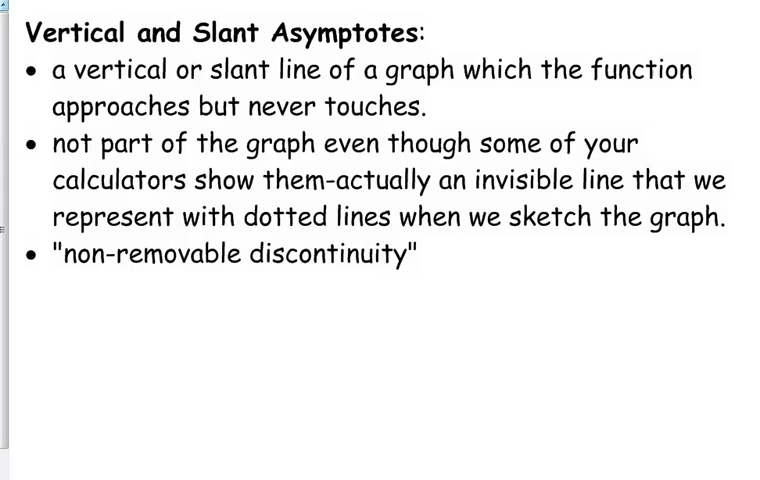 Vertical and Slant Asymptotes:
• a vertical or slant line of a graph which the function
approaches but never touches.
• not part of the graph even though some of your
calculators show them-actually an invisible line that we
represent with dotted lines when we sketch the graph.
• "non-removable discontinuity"